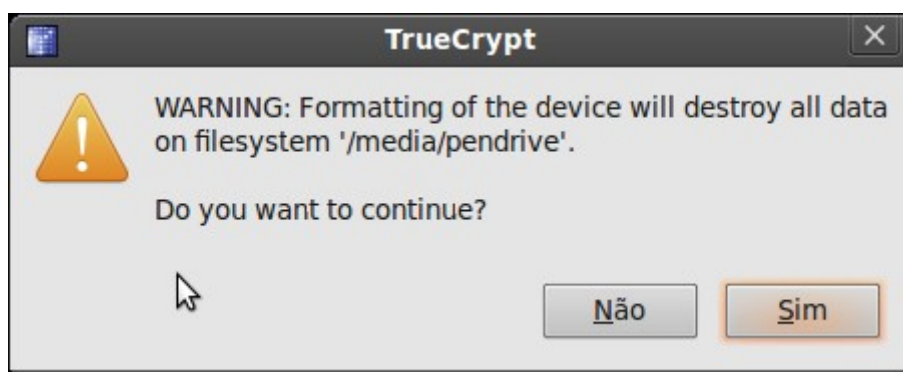 TrueCrypt
WARNING: Formatting of the device will destroy all data
on filesystem '/media/pendrive'.
Do you want to continue?
Não
Sim